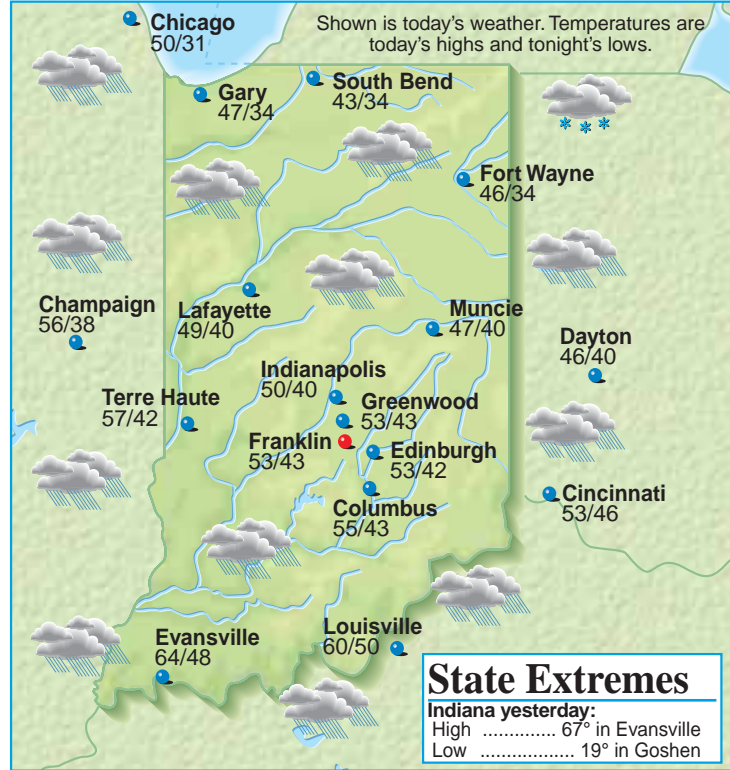 Shown is today's weather. Temperatures are
today's highs and tonight's lows.
Chicago
50/31
Gary
47/34
South Bend
43/34
Fort Wayne
46/34
Champaign
56/38
Lafayette
49/40
Muncie
47/40
Dayton
46/40
Indianapolis
50/40
Terre Haute
57/42
Greenwood
53/43
Franklin
53/43
Edinburgh
53/42
Columbus
55/43
Cincinnati
53/46
Evansville
64/48
Louisville
60/50
State Extremes
Indiana yesterday:
High .............. 67° in Evansville
Low .................. 19° in Goshen